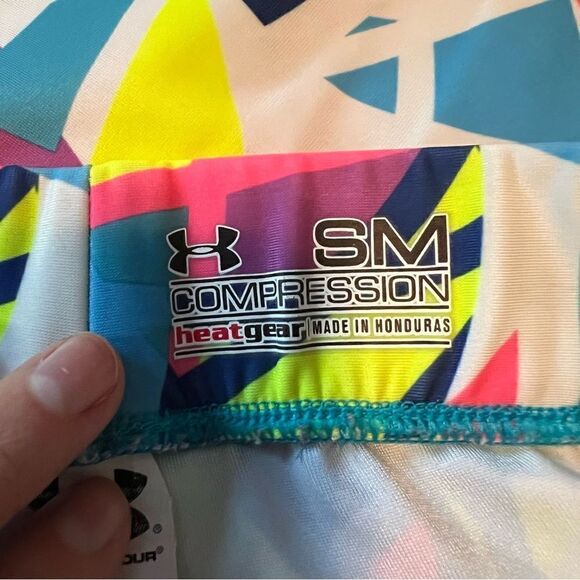 SM
COMPRESSION
heatgear MADE IN HONDURAS
®